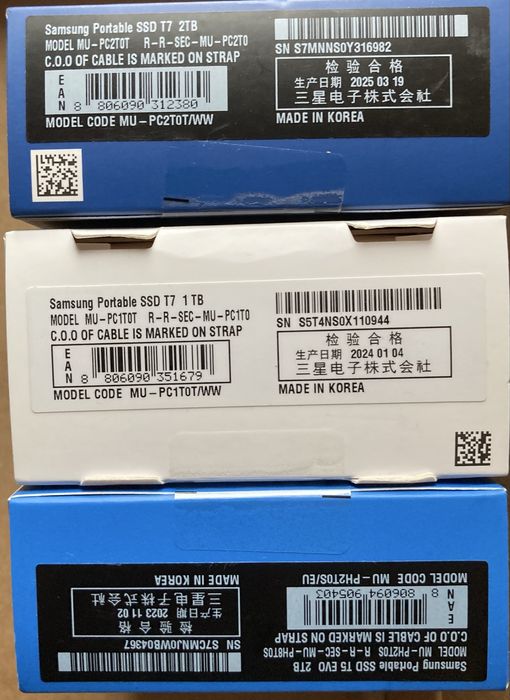 Samsung Portable SSD T7 2TB
MODEL MU-PC2T0T R-R-SEC-MU-PC2T0
C.O.O OF CABLE IS MARKED ON STRAP
EAN
8 806090 312380
MODEL CODE MU-PC2T0T/WW
SN S7MNNS0Y316982
检验合格
生产日期 2025 03 19
三星电子株式会社
MADE IN KOREA
Samsung Portable SSD T7 1TB
MODEL MU-PC1T0T R-R-SEC-MU-PC1T0
C.O.O OF CABLE IS MARKED ON STRAP
EAN
8 806090 351679
MODEL CODE MU-PC1T0T/WW
SN S5T4NS0X110944
检验合格
生产日期 2024 01 04
三星电子株式会社
MADE IN KOREA
Samsung Portable SSD T5 EVO 2TB
MODEL MU-PH2T0S R-R-SEC-MU-PH8T0S
C.O.O OF CABLE IS MARKED ON STRAP
EAN
8 806094 905403
MODEL CODE MU-PH2T0S/EU
SN S7CMNJ0WB04367
检验合格
生产日期 2023 11 02
三星电子株式会社
MADE IN KOREA